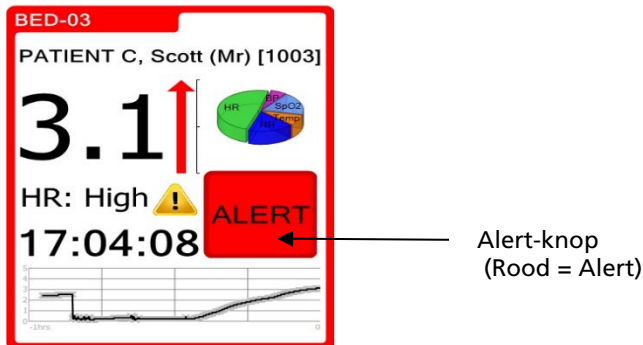 BED-03
PATIENT C, Scott (Mr) [1003]
3.1
HR
BP
SpO2
Temp
RR
HR: High
ALERT
17:04:08
Alert-knop
(Rood = Alert)
5
4
3
2
1
0
-1hrs
0